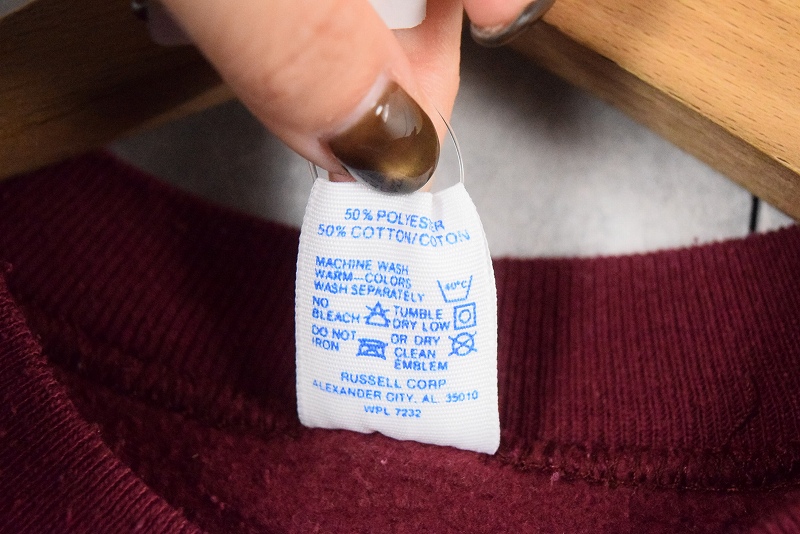 50% POLYESTER
50% COTTON/COTON
MACHINE WASH
WARM—COLORS
WASH SEPARATELY
40°C
NO
BLEACH
TUMBLE
DRY LOW
DO NOT
IRON
OR DRY
CLEAN
EMBLEM
RUSSELL CORP
ALEXANDER CITY, AL. 35010
WPL 7232